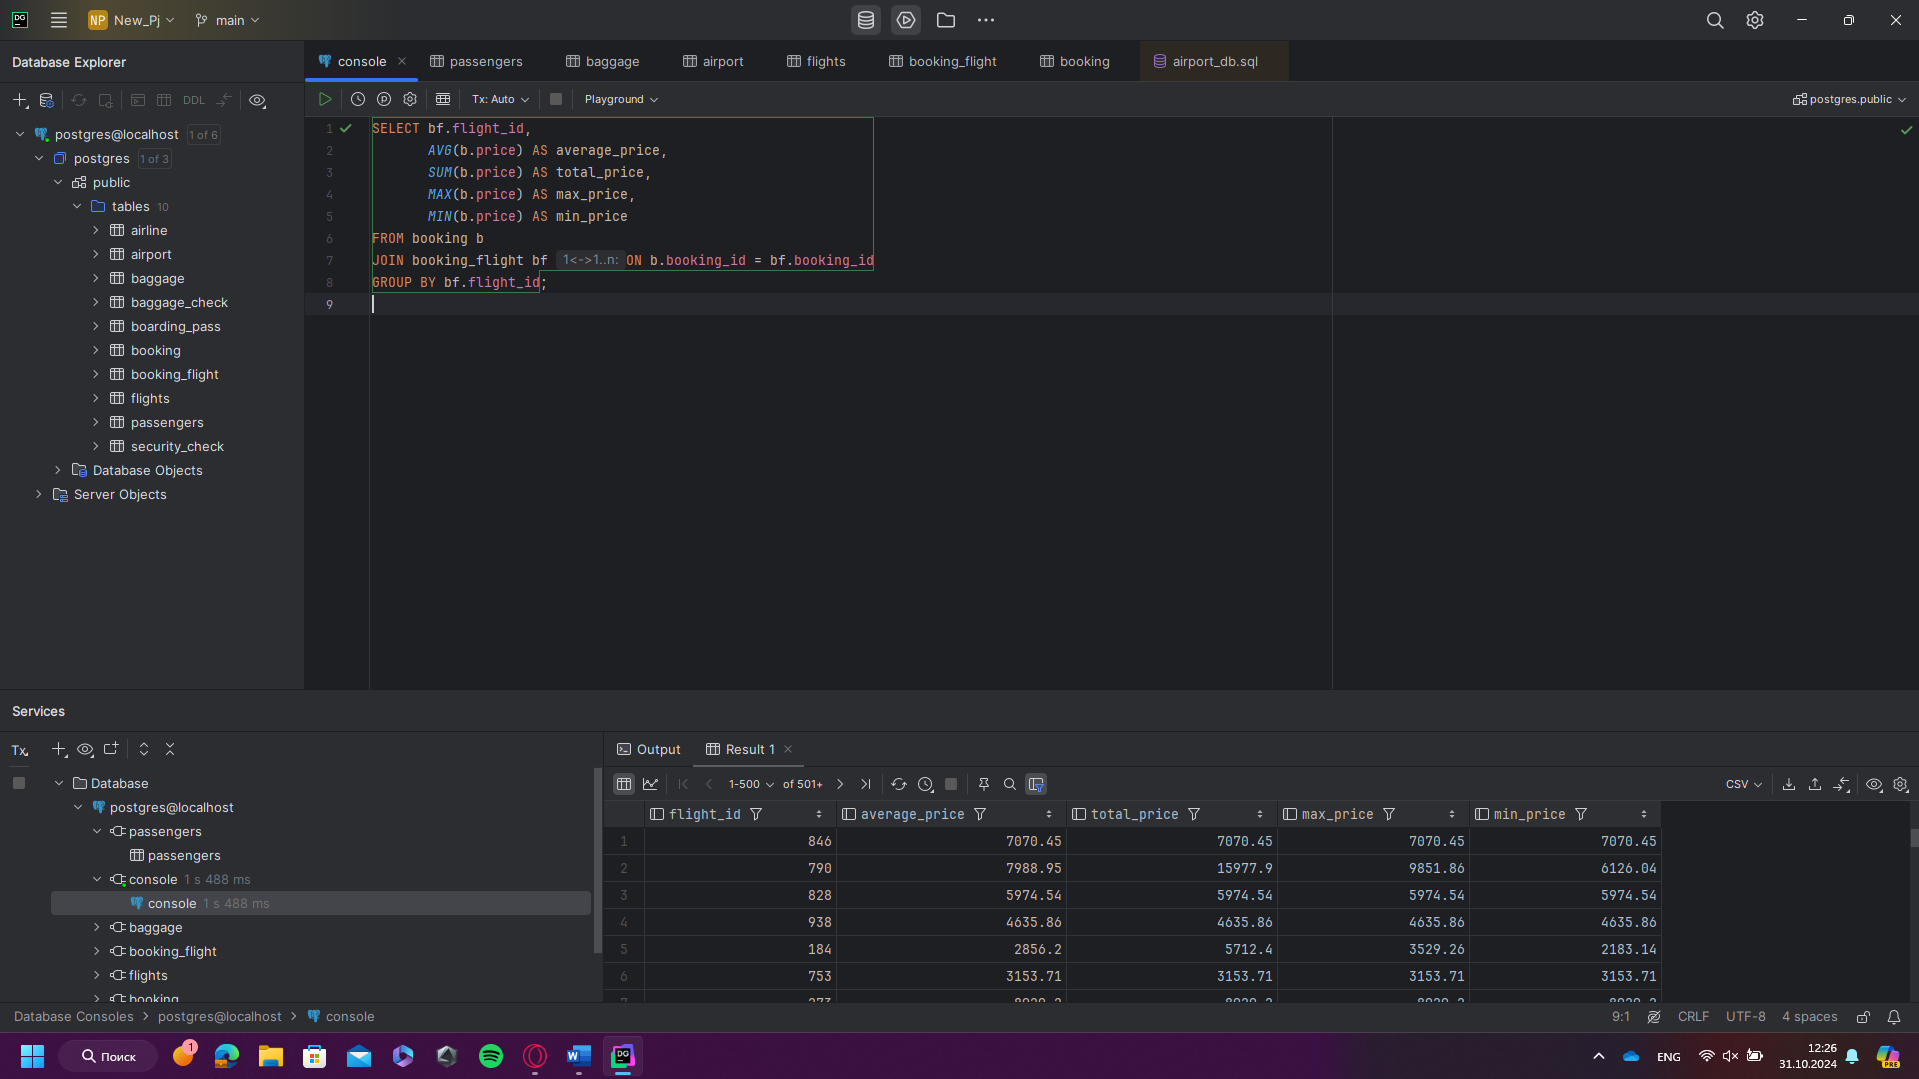 DG NP New_Pj main
Database Explorer
console passengers baggage airport flights booking_flight booking airport_db.sql
DDL
Tx: Auto Playground postgres.public
postgres@localhost 1 of 6
postgres 1 of 3
public
tables 10
airline
airport
baggage
baggage_check
boarding_pass
booking
booking_flight
flights
passengers
security_check
Database Objects
Server Objects
1 SELECT bf.flight_id,
2 AVG(b.price) AS average_price,
3 SUM(b.price) AS total_price,
4 MAX(b.price) AS max_price,
5 MIN(b.price) AS min_price
6 FROM booking b
7 JOIN booking_flight bf 1<->1..n: ON b.booking_id = bf.booking_id
8 GROUP BY bf.flight_id;
9
Services
Tx
Database
postgres@localhost
passengers
passengers
console 1 s 488 ms
console 1 s 488 ms
baggage
booking_flight
flights
booking
Output Result 1
1-500 of 501+ CSV
flight_id average_price total_price max_price min_price
1 846 7070.45 7070.45 7070.45 7070.45
2 790 7988.95 15977.9 9851.86 6126.04
3 828 5974.54 5974.54 5974.54 5974.54
4 938 4635.86 4635.86 4635.86 4635.86
5 184 2856.2 5712.4 3529.26 2183.14
6 753 3153.71 3153.71 3153.71 3153.71
Database Consoles > postgres@localhost > console
9:1 CRLF UTF-8 4 spaces
Поиск 1 DG ENG 12:26
31.10.2024 PRE